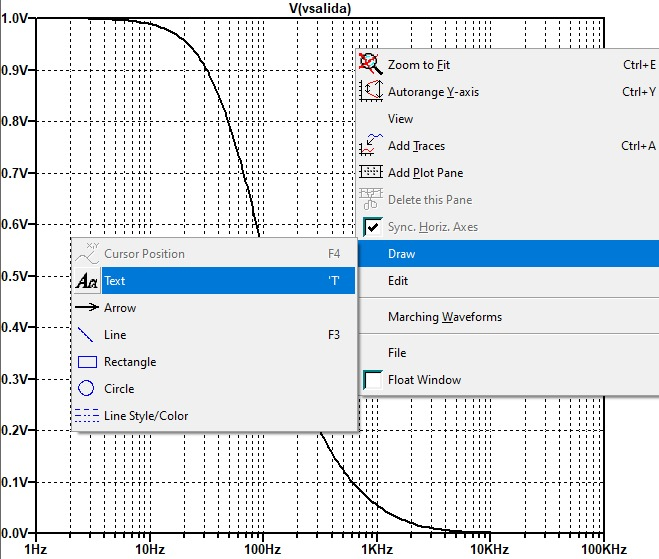 V(vsalida)
1.0V
0.9V
0.8V
0.7V
0.6V
0.5V
0.4V
0.3V
0.2V
0.1V
0.0V
1Hz 10Hz 100Hz 1KHz 10KHz 100KHz
Zoom to Fit Ctrl+E
Autorange Y-axis Ctrl+Y
View
Add Traces Ctrl+A
Add Plot Pane
Delete this Pane
Sync. Horiz. Axes
Draw
Edit
Marching Waveforms
File
Float Window
X,Y
Cursor Position F4
Aα Text 'T'
Arrow
Line F3
Rectangle
Circle
Line Style/Color